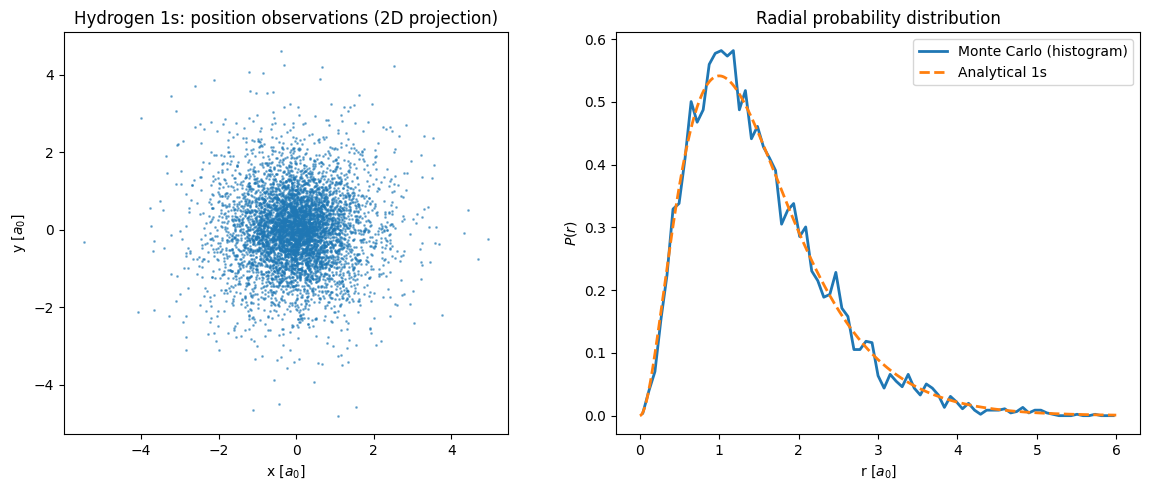 Hydrogen 1s: position observations (2D projection)
4
2
0
−2
−4
y [a₀]
−4 −2 0 2 4
x [a₀]
Radial probability distribution
Monte Carlo (histogram)
Analytical 1s
0.6
0.5
0.4
0.3
0.2
0.1
0.0
P(r)
0 1 2 3 4 5 6
r [a₀]